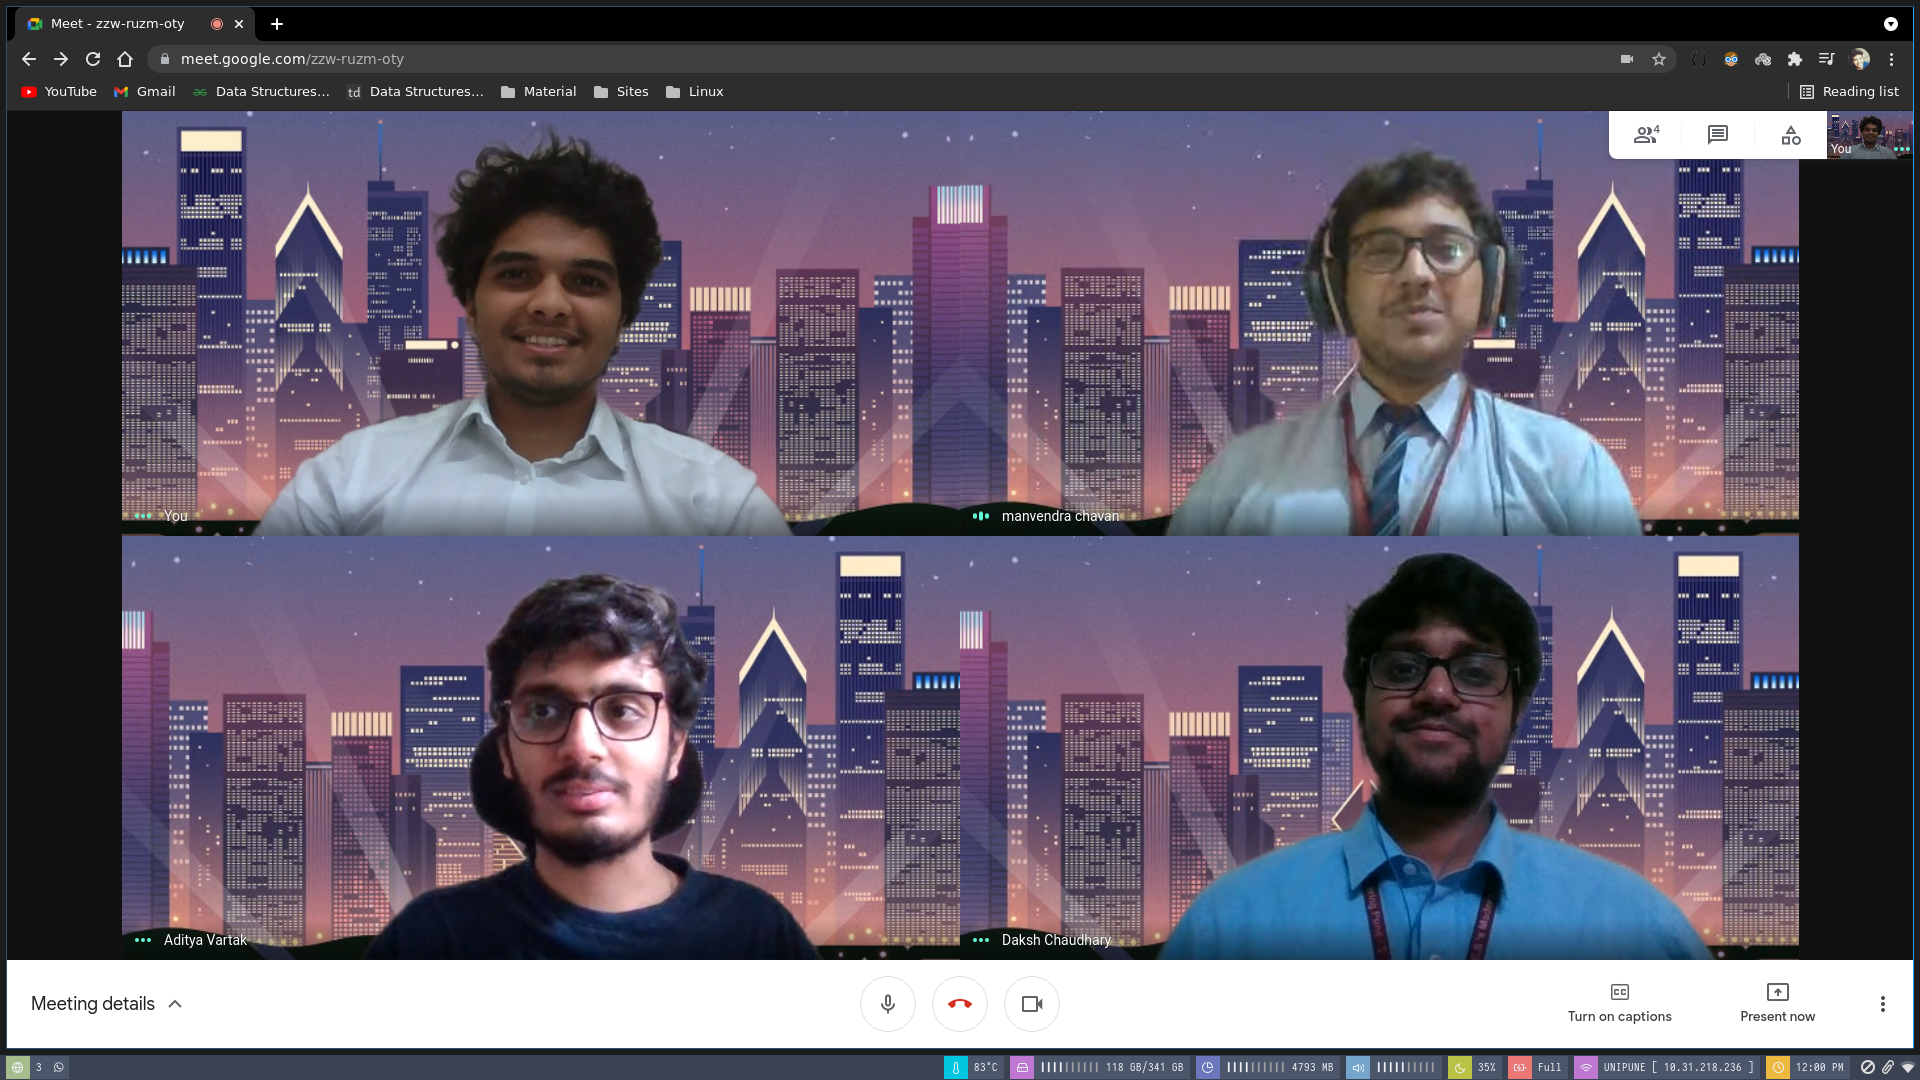 Meet - zzw-ruzm-oty
meet.google.com/zzw-ruzm-oty
YouTube
Gmail
Data Structures...
td
Data Structures...
Material
Sites
Linux
Reading list
4
You
You
manvendra chavan
Aditya Vartak
Daksh Chaudhary
Meeting details
CC
Turn on captions
Present now
3
83°C
118 GB/341 GB
4793 MB
35%
Full
UNIPUNE [ 10.31.218.236 ]
12:00 PM